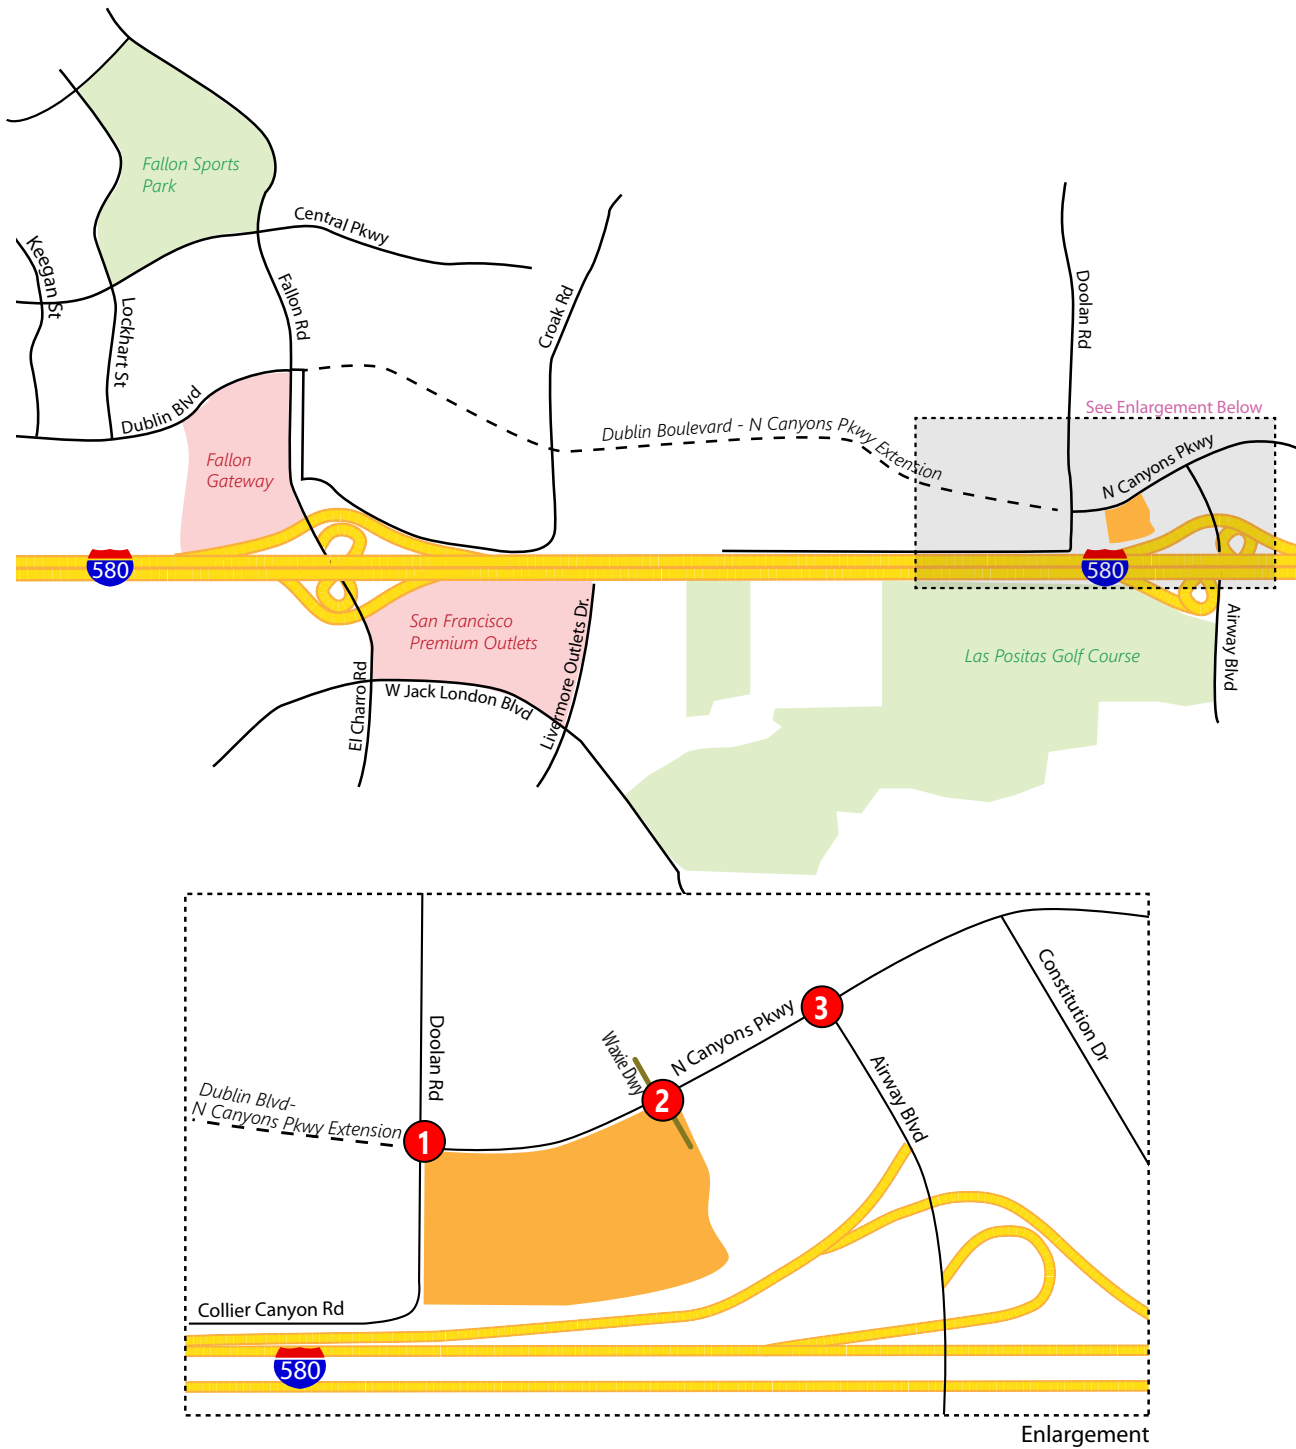 Fallon Sports
Park
Central Pkwy
Keegan St
Lockhart St
Fallon Rd
Croak Rd
Doolan Rd
Dublin Blvd
See Enlargement Below
Dublin Boulevard - N Canyons Pkwy Extension
N Canyons Pkwy
Fallon
Gateway
580
580
San Francisco
Premium Outlets
Livermore Outlets Dr.
Airway Blvd
Las Positas Golf Course
El Charro Rd
W Jack London Blvd
Constitution Dr
Doolan Rd
Waxie Dwy
N Canyons Pkwy
3
2
1
Airway Blvd
Dublin Blvd-
N Canyons Pkwy Extension
Collier Canyon Rd
580
Enlargement